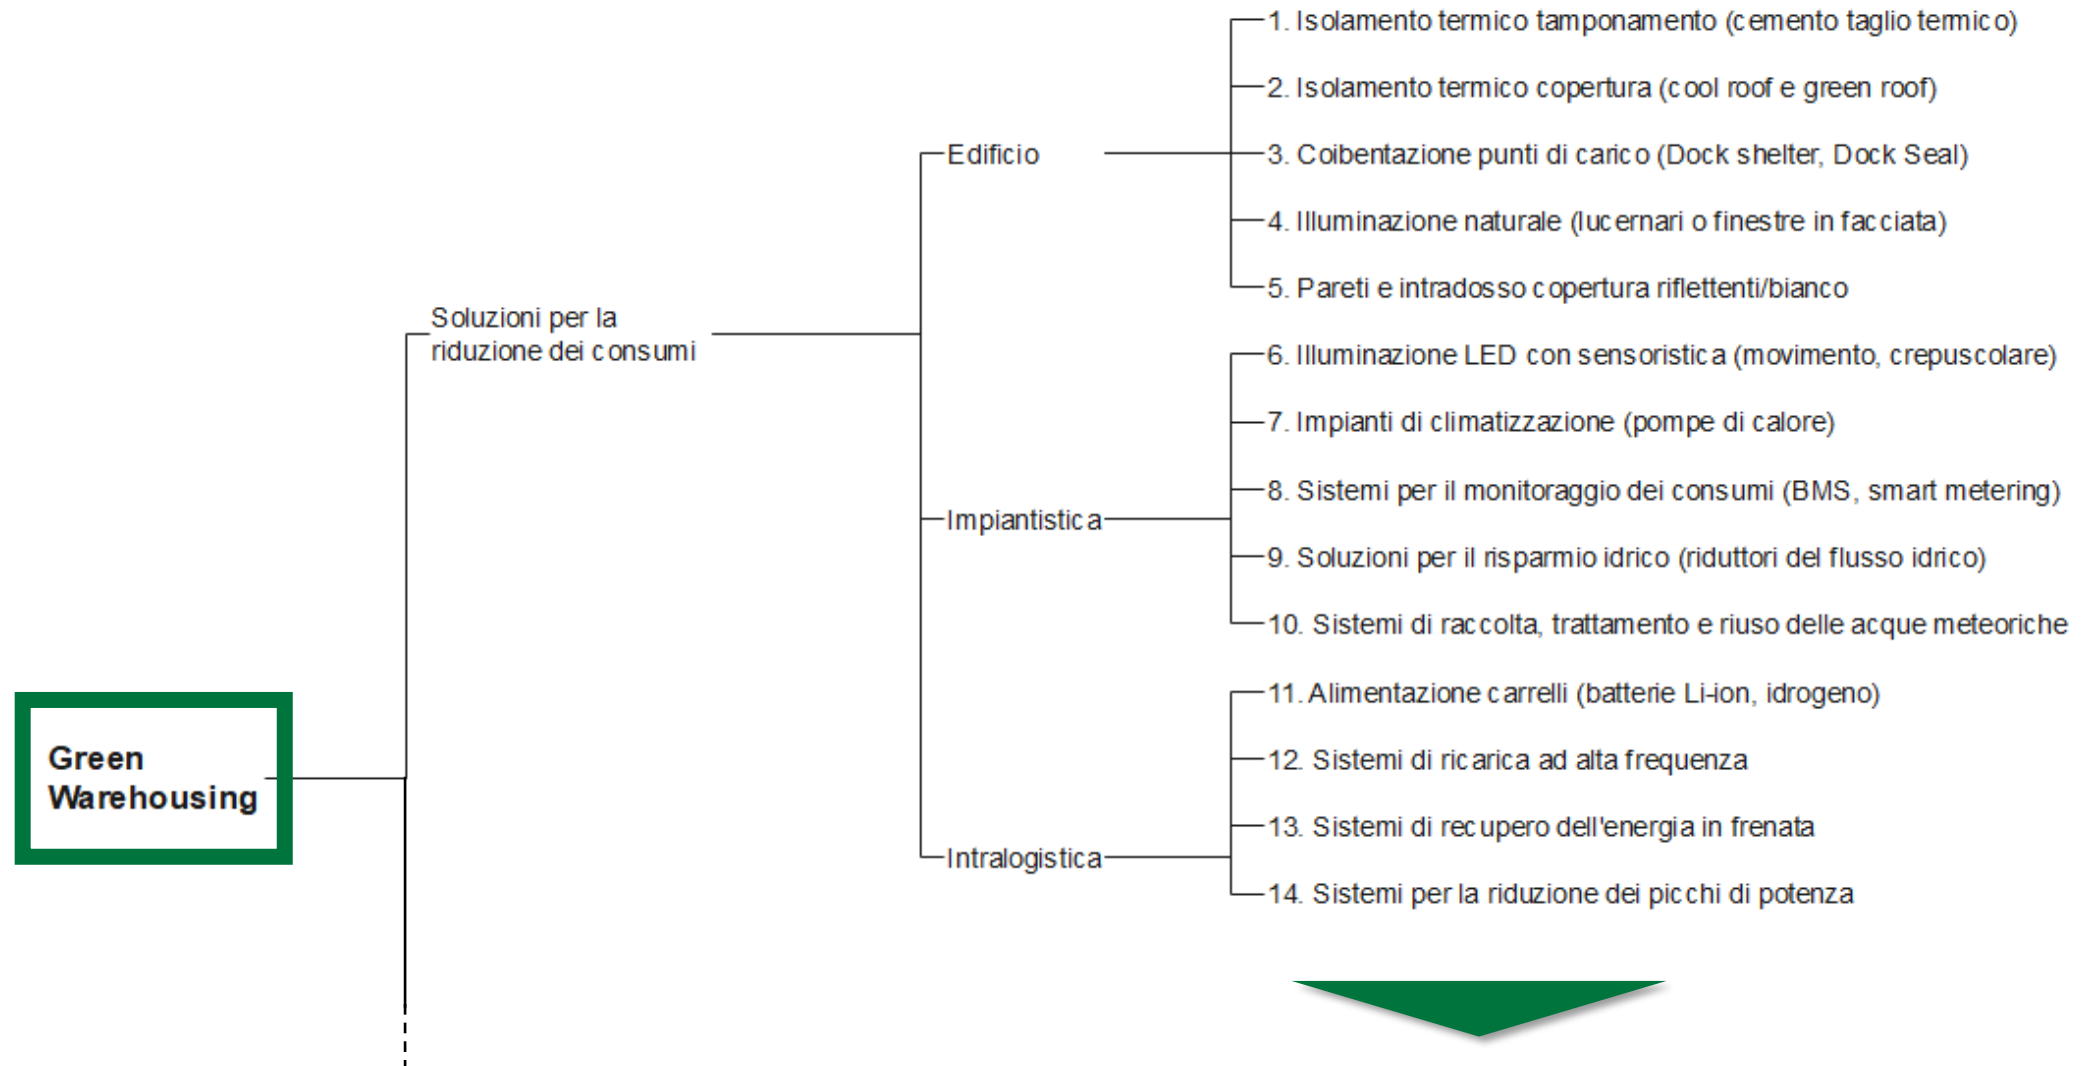 Green
Warehousing
Soluzioni per la
riduzione dei consumi
Edificio
1. Isolamento termico tamponamento (cemento taglio termico)
2. Isolamento termico copertura (cool roof e green roof)
3. Coibentazione punti di carico (Dock shelter, Dock Seal)
4. Illuminazione naturale (lucernari o finestre in facciata)
5. Pareti e intradosso copertura riflettenti/bianco
Impiantistica
6. Illuminazione LED con sensoristica (movimento, crepuscolare)
7. Impianti di climatizzazione (pompe di calore)
8. Sistemi per il monitoraggio dei consumi (BMS, smart metering)
9. Soluzioni per il risparmio idrico (riduttori del flusso idrico)
10. Sistemi di raccolta, trattamento e riuso delle acque meteoriche
Intralogistica
11. Alimentazione carrelli (batterie Li-ion, idrogeno)
12. Sistemi di ricarica ad alta frequenza
13. Sistemi di recupero dell'energia in frenata
14. Sistemi per la riduzione dei picchi di potenza